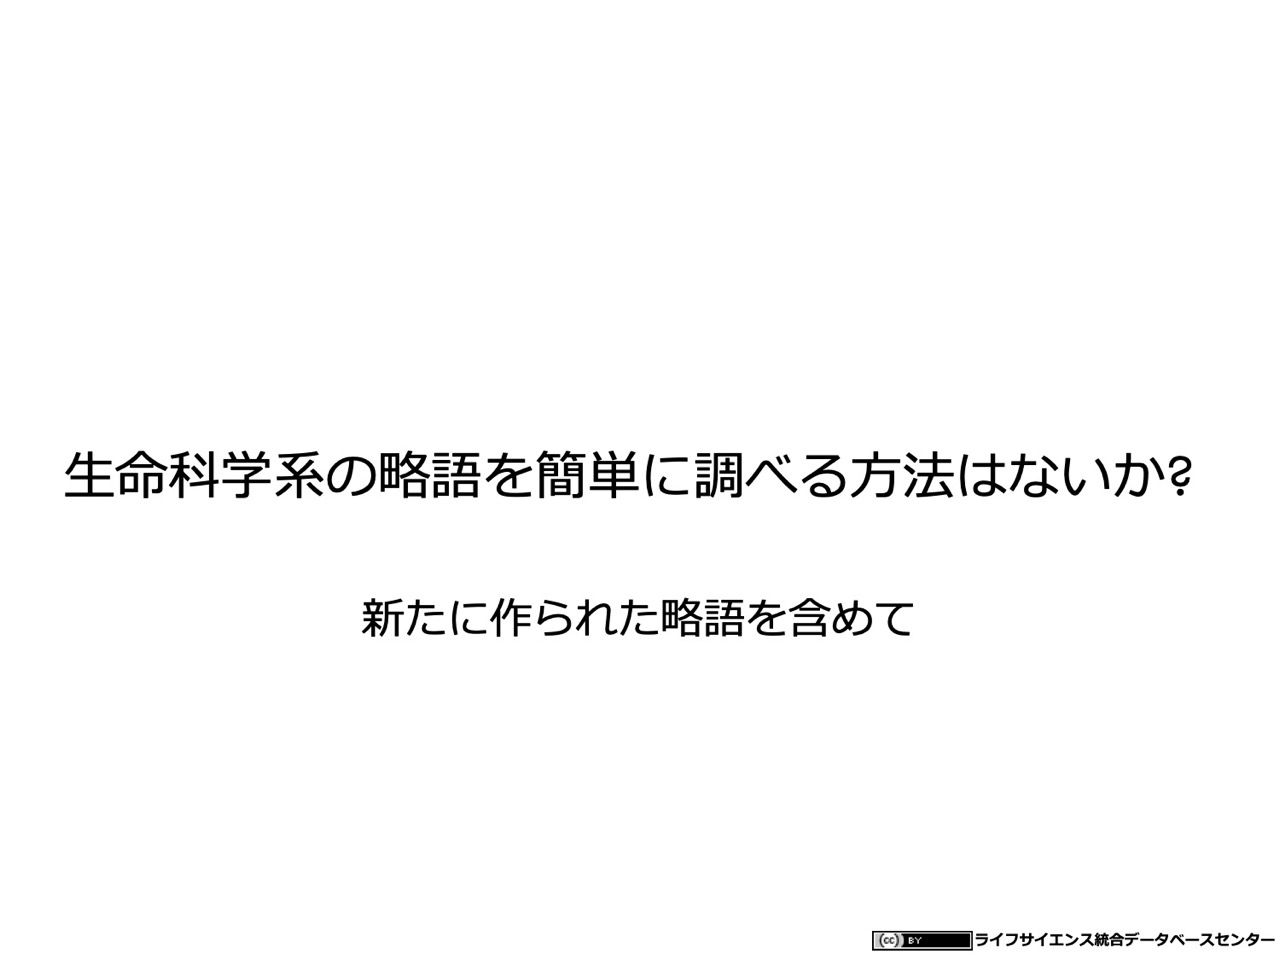 生命科学系の略語を簡単に調べる方法はないか?
新たに作られた略語を含めて
(cc) BY ライフサイエンス統合データベースセンター